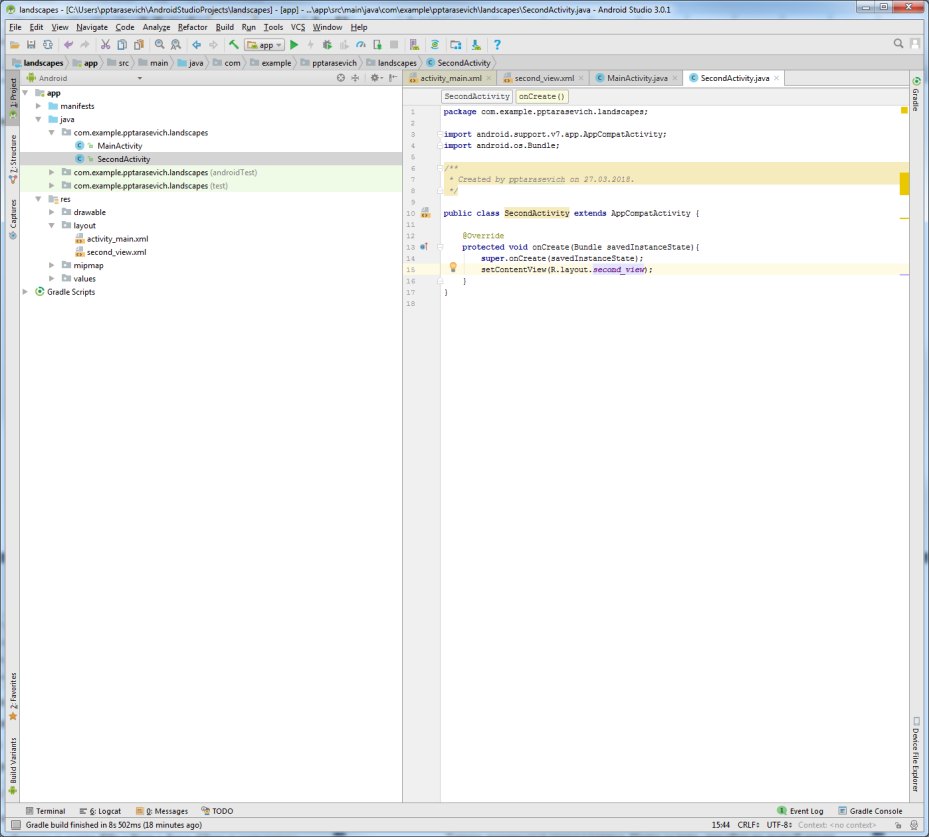 landscapes - [C:\Users\pptarasevich\AndroidStudioProjects\landscapes] - [app] - ...\app\src\main\java\com\example\pptarasevich\landscapes\SecondActivity.java - Android Studio 3.0.1
File Edit View Navigate Code Analyze Refactor Build Run Tools VCS Window Help
app
landscapes app src main java com example pptarasevich landscapes SecondActivity
Android
activity_main.xml second_view.xml MainActivity.java SecondActivity.java
SecondActivity onCreate()
1: Project
7: Structure
Captures
2: Favorites
Build Variants
app
manifests
java
com.example.pptarasevich.landscapes
MainActivity
SecondActivity
com.example.pptarasevich.landscapes (androidTest)
com.example.pptarasevich.landscapes (test)
res
drawable
layout
activity_main.xml
second_view.xml
mipmap
values
Gradle Scripts
1 package com.example.pptarasevich.landscapes;
2
3 import android.support.v7.app.AppCompatActivity;
4 import android.os.Bundle;
5
6 /**
7 * Created by pptarasevich on 27.03.2018.
8 */
9
10 public class SecondActivity extends AppCompatActivity {
11
12 @Override
13 protected void onCreate(Bundle savedInstanceState){
14 super.onCreate(savedInstanceState);
15 setContentView(R.layout.second_view);
16 }
17 }
18
Gradle
Device File Explorer
Terminal 6: Logcat 0: Messages TODO
1 Event Log Gradle Console
Gradle build finished in 8s 502ms (18 minutes ago)
15:44 CRLF UTF-8 Context: <no context>